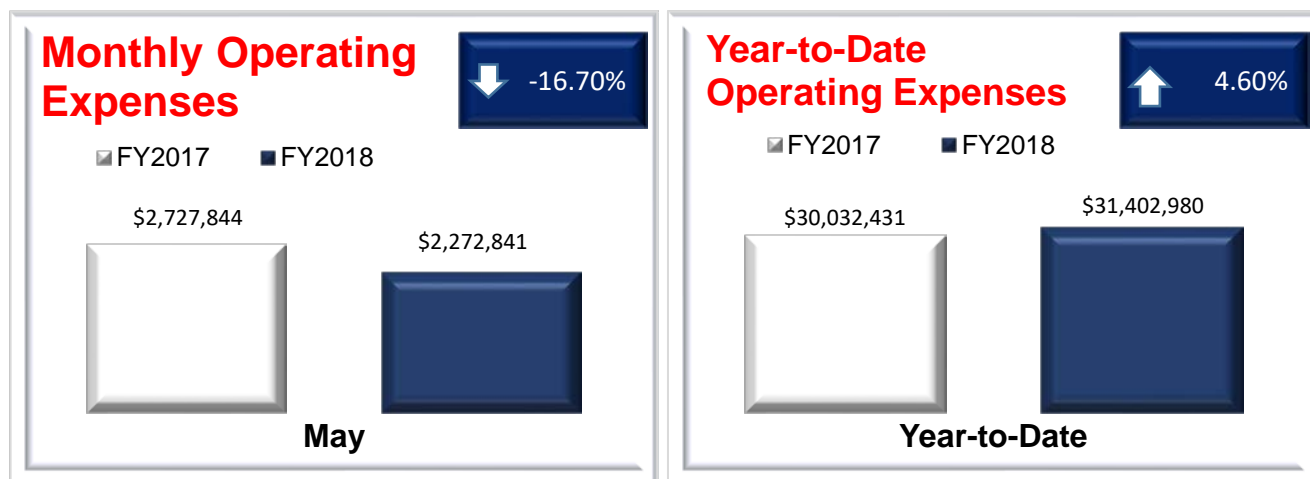 Monthly Operating
Expenses
-16.70%
FY2017 FY2018
$2,727,844
$2,272,841
May
Year-to-Date
Operating Expenses
4.60%
FY2017 FY2018
$30,032,431
$31,402,980
Year-to-Date